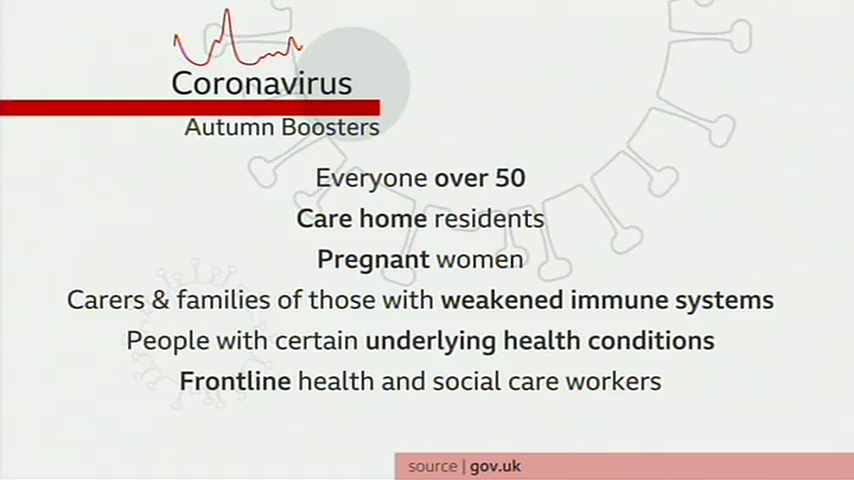 Coronavirus
Autumn Boosters
Everyone over 50
Care home residents
Pregnant women
Carers & families of those with weakened immune systems
People with certain underlying health conditions
Frontline health and social care workers
source | gov.uk